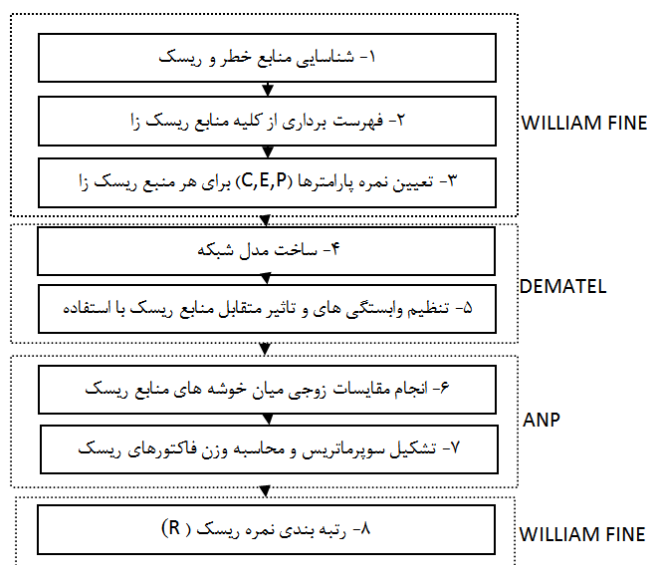 ۱- شناسایی منابع خطر و ریسک
۲- فهرست برداری از کلیه منابع ریسک زا
۳- تعیین نمره پارامترها (C,E,P) برای هر منبع ریسک زا
WILLIAM FINE
۴- ساخت مدل شبکه
۵- تنظیم وابستگی های و تاثیر متقابل منابع ریسک با استفاده
DEMATEL
۶- انجام مقایسات زوجی میان خوشه های منابع ریسک
۷- تشکیل سوپرماتریس و محاسبه وزن فاکتورهای ریسک
ANP
۸- رتبه بندی نمره ریسک ( R)
WILLIAM FINE